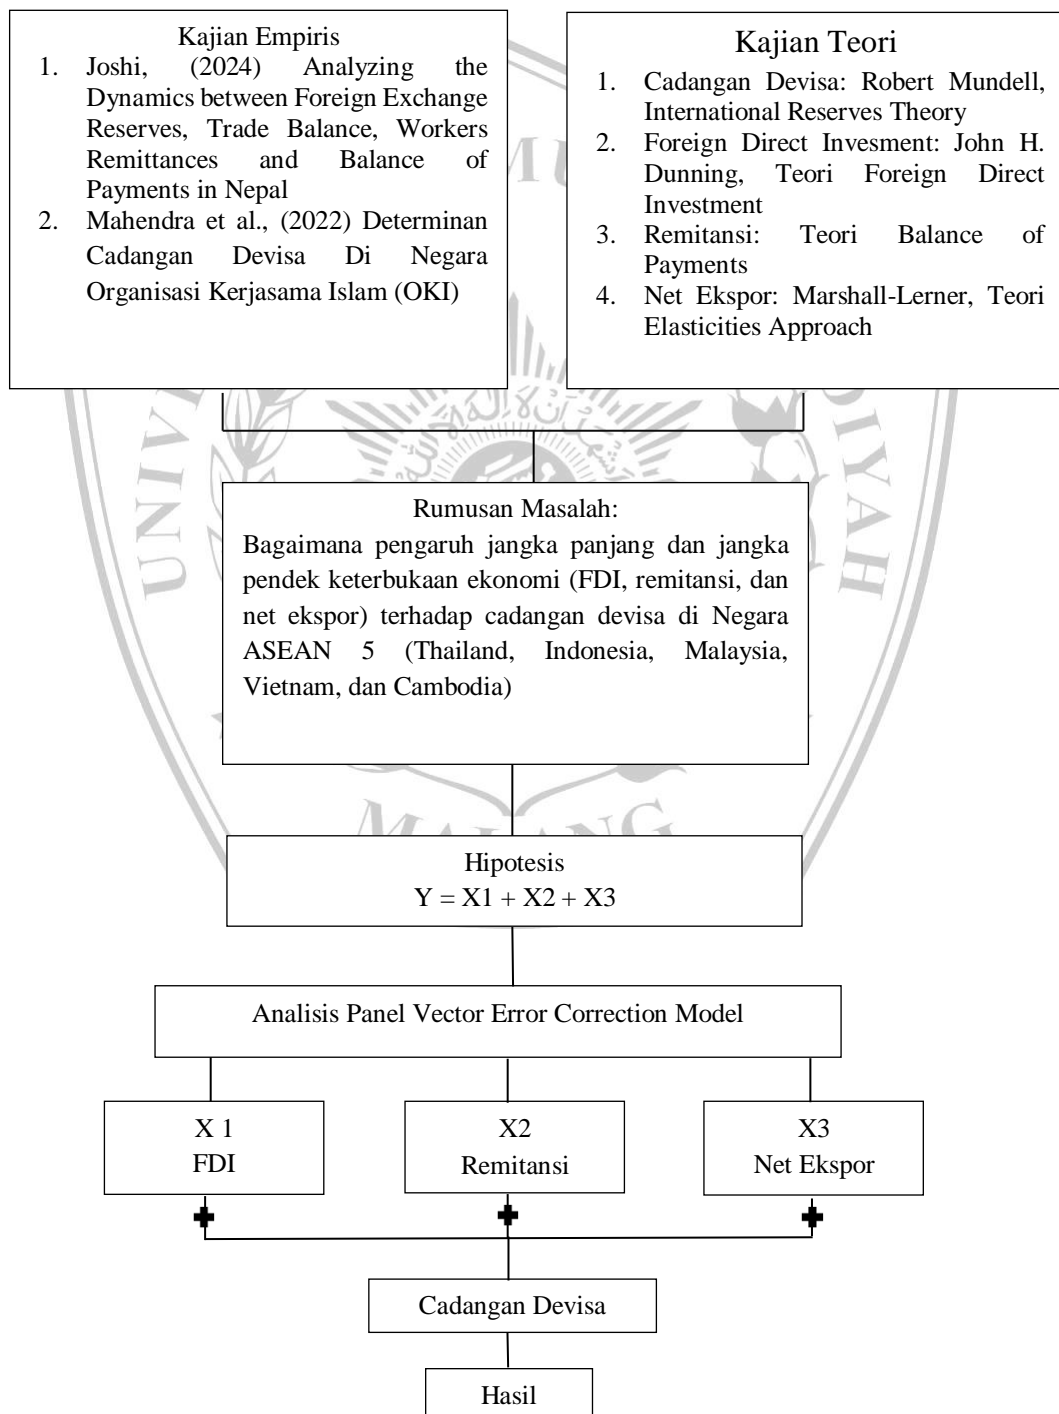 Kajian Empiris
1. Joshi, (2024) Analyzing the
Dynamics between Foreign Exchange
Reserves, Trade Balance, Workers
Remittances and Balance of
Payments in Nepal
2. Mahendra et al., (2022) Determinan
Cadangan Devisa Di Negara
Organisasi Kerjasama Islam (OKI)
Kajian Teori
1. Cadangan Devisa: Robert Mundell,
International Reserves Theory
2. Foreign Direct Invesment: John H.
Dunning, Teori Foreign Direct
Investment
3. Remitansi: Teori Balance of
Payments
4. Net Ekspor: Marshall-Lerner, Teori
Elasticities Approach
Rumusan Masalah:
Bagaimana pengaruh jangka panjang dan jangka
pendek keterbukaan ekonomi (FDI, remitansi, dan
net ekspor) terhadap cadangan devisa di Negara
ASEAN 5 (Thailand, Indonesia, Malaysia,
Vietnam, dan Cambodia)
MALANG
Hipotesis
Y = X1 + X2 + X3
Analisis Panel Vector Error Correction Model
X 1
FDI
X2
Remitansi
X3
Net Ekspor
Cadangan Devisa
Hasil